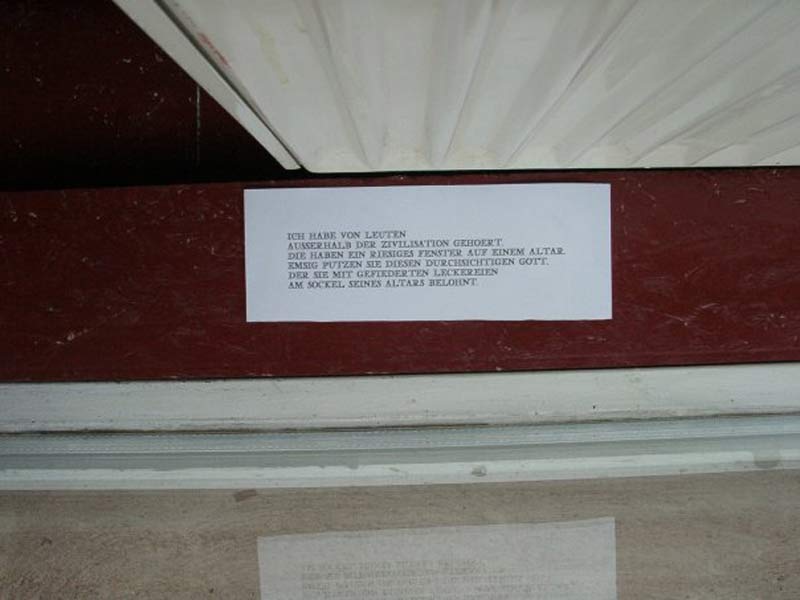 ICH HABE VON LEUTEN
AUSSERHALB DER ZIVILISATION GEHOERT.
DIE HABEN EIN RIESIGES FENSTER AUF EINEM ALTAR.
EMSIG PUTZEN SIE DIESEN DURCHSICHTIGEN GOTT.
DER SIE MIT GEFIEDERTEN LECKEREIEN
AM SOCKEL SEINES ALTARS BELOHNT.